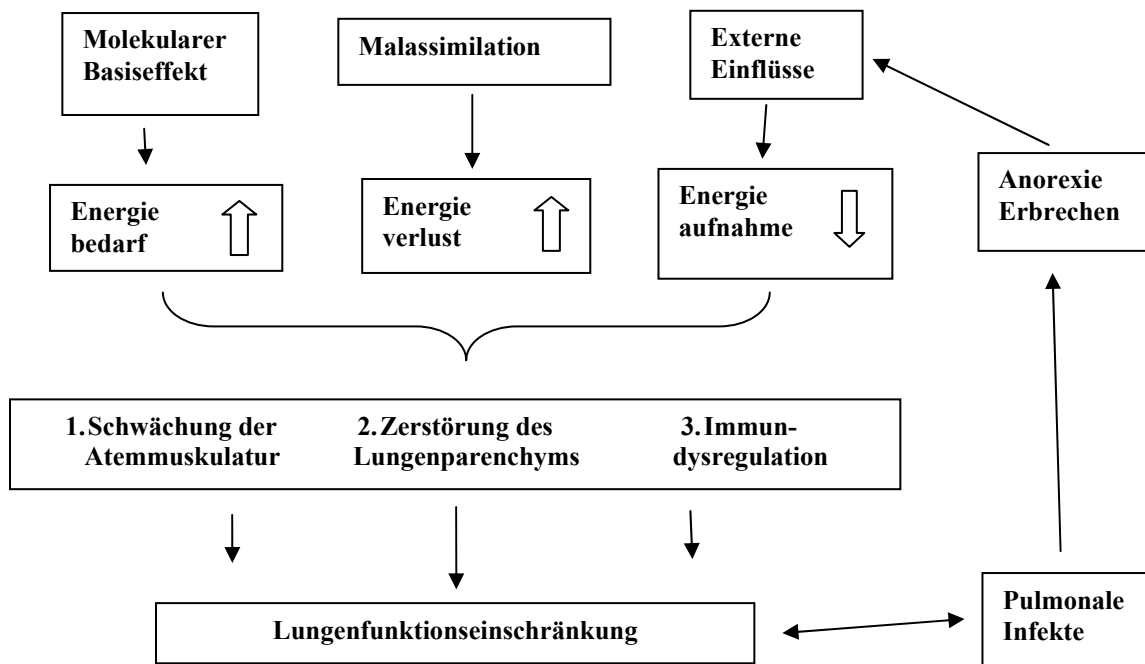 Molekularer
Basiseffekt
Malassimilation
Externe
Einflüsse
Energie
bedarf
Energie
verlust
Energie
aufnahme
Anorexie
Erbrechen
1. Schwächung der
Atemmuskulatur
2. Zerstörung des
Lungenparenchyms
3. Immun-
dysregulation
Lungenfunktionseinschränkung
Pulmonale
Infekte